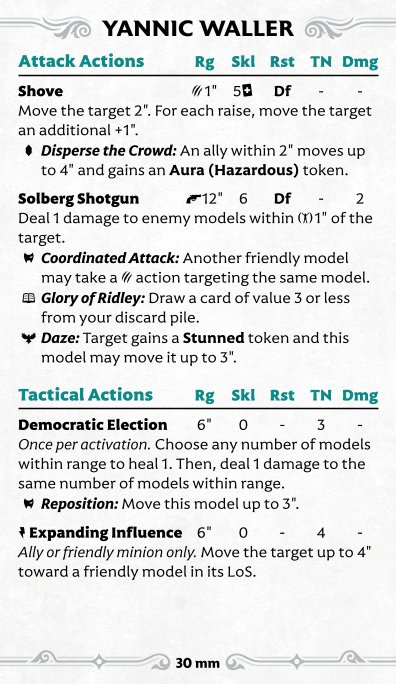 YANNIC WALLER
Attack Actions Rg Skl Rst TN Dmg
Shove 1" 5 Df - -
Move the target 2". For each raise, move the target
an additional +1".
Disperse the Crowd: An ally within 2" moves up
to 4" and gains an Aura (Hazardous) token.
Solberg Shotgun 12" 6 Df - 2
Deal 1 damage to enemy models within 1" of the
target.
Coordinated Attack: Another friendly model
may take a action targeting the same model.
Glory of Ridley: Draw a card of value 3 or less
from your discard pile.
Daze: Target gains a Stunned token and this
model may move it up to 3".
Tactical Actions Rg Skl Rst TN Dmg
Democratic Election 6" 0 - 3 -
Once per activation. Choose any number of models
within range to heal 1. Then, deal 1 damage to the
same number of models within range.
Reposition: Move this model up to 3".
Expanding Influence 6" 0 - 4 -
Ally or friendly minion only. Move the target up to 4"
toward a friendly model in its LoS.
30 mm